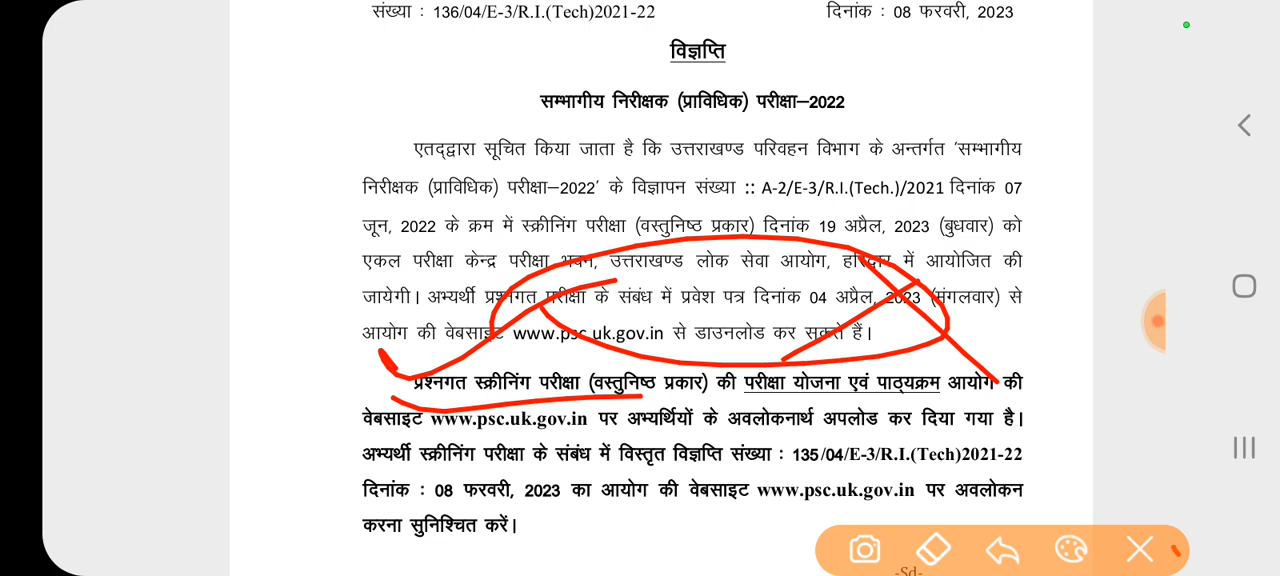 संख्या : 136/04/E-3/R.I.(Tech)2021-22 दिनांक : 08 फरवरी, 2023
विज्ञप्ति
सम्भागीय निरीक्षक (प्राविधिक) परीक्षा–2022
एतद्द्वारा सूचित किया जाता है कि उत्तराखण्ड परिवहन विभाग के अन्तर्गत 'सम्भागीय
निरीक्षक (प्राविधिक) परीक्षा–2022' के विज्ञापन संख्या :: A-2/E-3/R.I.(Tech.)/2021 दिनांक 07
जून, 2022 के क्रम में स्क्रीनिंग परीक्षा (वस्तुनिष्ठ प्रकार) दिनांक 19 अप्रैल, 2023 (बुधवार) को
एकल परीक्षा केन्द्र परीक्षा भवन, उत्तराखण्ड लोक सेवा आयोग, हरिद्वार में आयोजित की
जायेगी। अभ्यर्थी प्रश्नगत परीक्षा के संबंध में प्रवेश पत्र दिनांक 04 अप्रैल, 2023 (मंगलवार) से
आयोग की वेबसाइट www.psc.uk.gov.in से डाउनलोड कर सकते हैं।
प्रश्नगत स्क्रीनिंग परीक्षा (वस्तुनिष्ठ प्रकार) की परीक्षा योजना एवं पाठ्यक्रम आयोग की
वेबसाइट www.psc.uk.gov.in पर अभ्यर्थियों के अवलोकनार्थ अपलोड कर दिया गया है।
अभ्यर्थी स्क्रीनिंग परीक्षा के संबंध में विस्तृत विज्ञप्ति संख्या : 135/04/E-3/R.I.(Tech)2021-22
दिनांक : 08 फरवरी, 2023 का आयोग की वेबसाइट www.psc.uk.gov.in पर अवलोकन
करना सुनिश्चित करें।
-Sd-